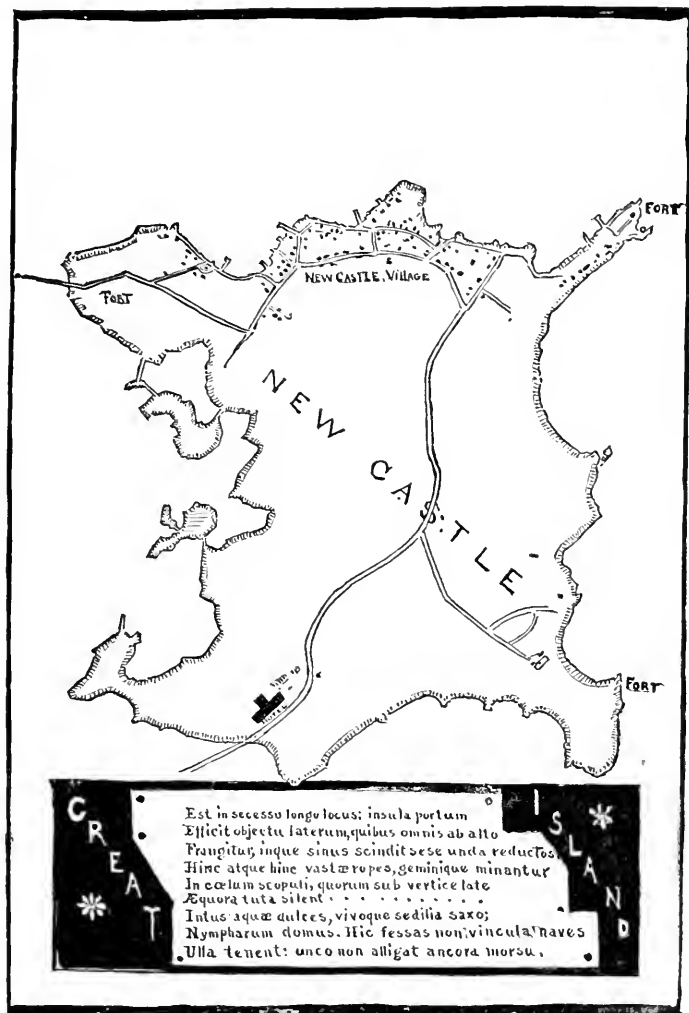 FORT
FORT
NEW CASTLE, Village
NEW CASTLE
HOTEL
FORT
GREAT ISLAND
Est in secessu longo locus; insula portum
Efficit objectu laterum, quibus omnis ab alto
Frangitur, inque sinus scindit sese unda reductos.
Hinc atque hinc vastæ rupes, geminique minantur
In cœlum scopuli, quorum sub vertice late
Æquora tuta silent . . . . . . . . .
Intus aquæ dulces, vivoque sedilia saxo;
Nympharum domus. Hic fessas non vincula naves
Ulla tenent: unco non alligat ancora morsu.